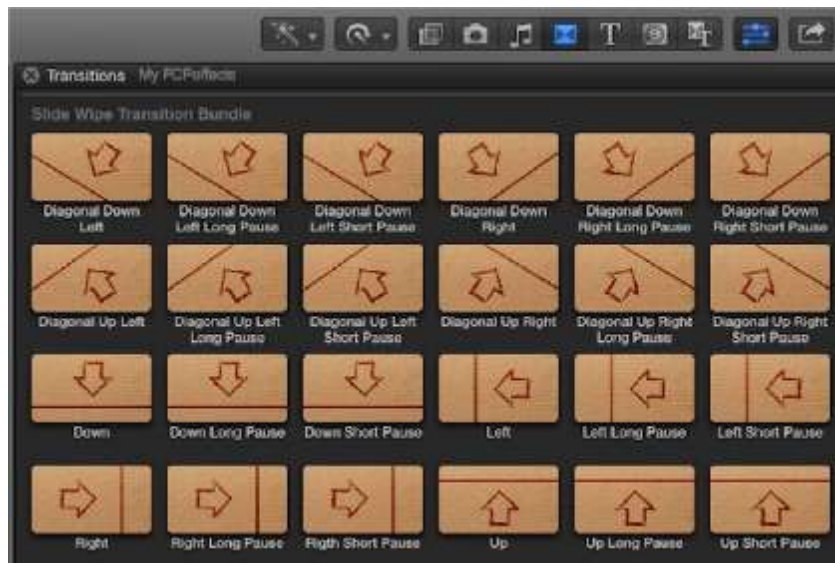 T
T
Transitions My FCPeffects
Slide Wipe Transition Bundle
Diagonal Down Left
Diagonal Down Left Long Pause
Diagonal Down Left Short Pause
Diagonal Down Right
Diagonal Down Right Long Pause
Diagonal Down Right Short Pause
Diagonal Up Left
Diagonal Up Left Long Pause
Diagonal Up Left Short Pause
Diagonal Up Right
Diagonal Up Right Long Pause
Diagonal Up Right Short Pause
Down
Down Long Pause
Down Short Pause
Left
Left Long Pause
Left Short Pause
Right
Right Long Pause
Rigth Short Pause
Up
Up Long Pause
Up Short Pause